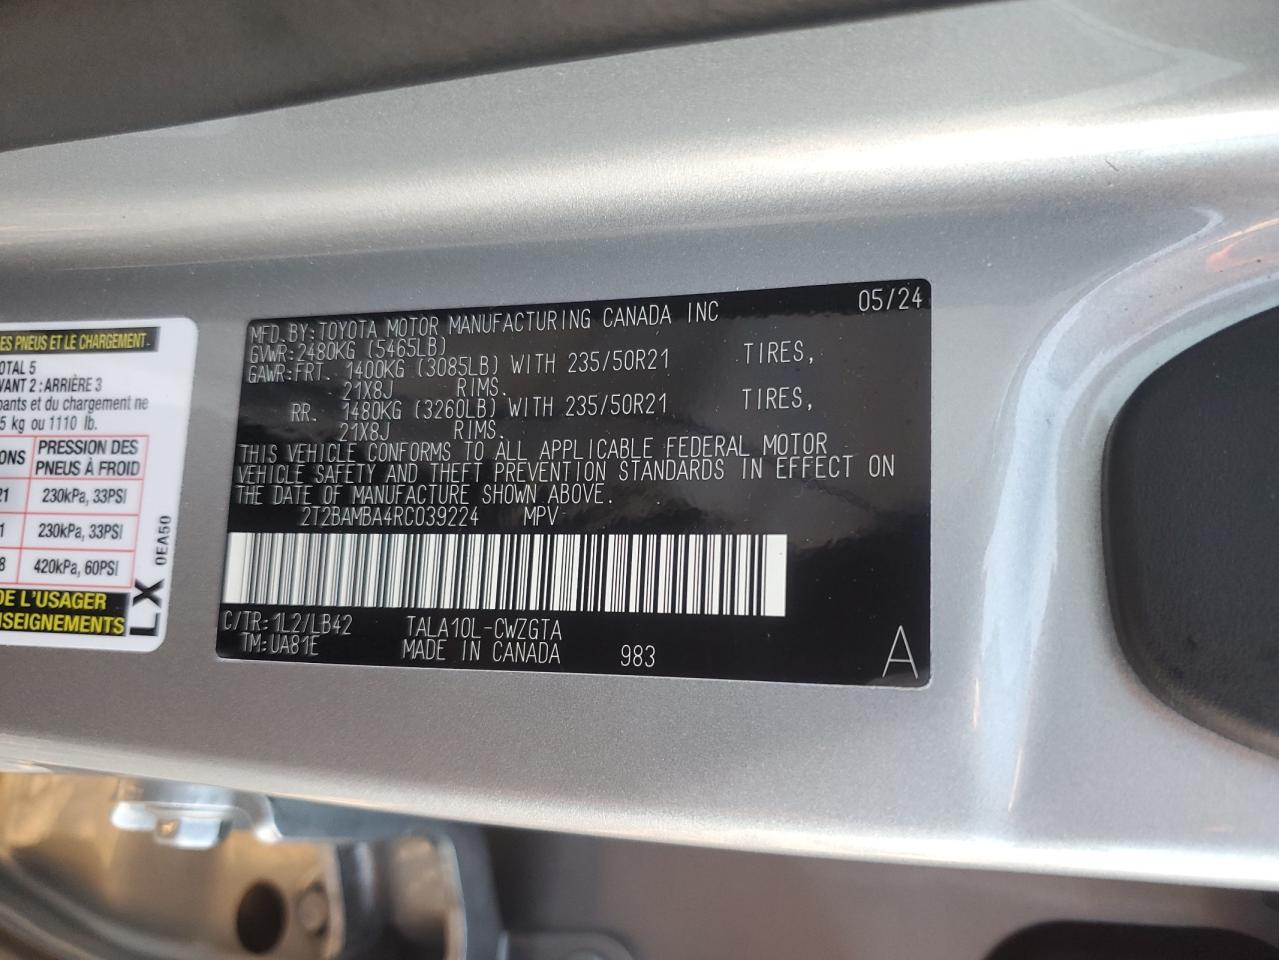 MFD.BY:TOYOTA MOTOR MANUFACTURING CANADA INC 05/24
GVWR:2480KG (5465LB)
GAWR:FRT. 1400KG (3085LB) WITH 235/50R21 TIRES,
21X8J RIMS.
RR. 1480KG (3260LB) WITH 235/50R21 TIRES,
21X8J RIMS.
THIS VEHICLE CONFORMS TO ALL APPLICABLE FEDERAL MOTOR
VEHICLE SAFETY AND THEFT PREVENTION STANDARDS IN EFFECT ON
THE DATE OF MANUFACTURE SHOWN ABOVE.
2T2BAMBA4RC039224 MPV
C/TR:1L2/LB42 TALA10L-CWZGTA
TM:UA81E MADE IN CANADA 983 A
ES PNEUS ET LE CHARGEMENT
OTAL 5
VANT 2 : ARRIÈRE 3
pants et du chargement ne
5 kg ou 1110 lb.
ONS PRESSION DES
PNEUS À FROID
21 230kPa, 33PSI
1 230kPa, 33PSI
8 420kPa, 60PSI
DE L'USAGER
NSEIGNEMENTS
LX 0EA50